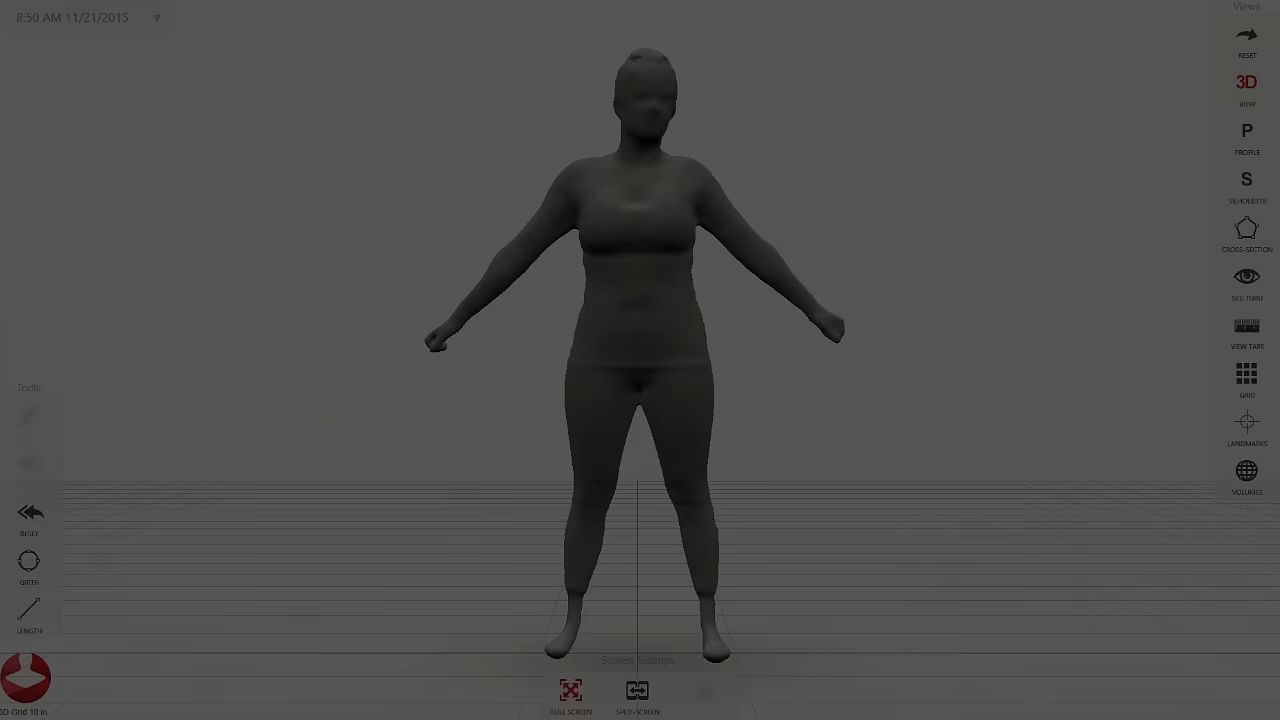 8:50 AM 11/21/2015
Views
RESET
3D
VIEW
P
PROFILE
S
SILHOUETTE
CROSS-SECTION
SEE-THRU
VIEW TAPE
GRID
LANDMARKS
VOLUMES
Tools
RESET
GIRTH
LENGTH
3D Grid 10 in.
Screen Settings
FULL SCREEN
SPLIT-SCREEN